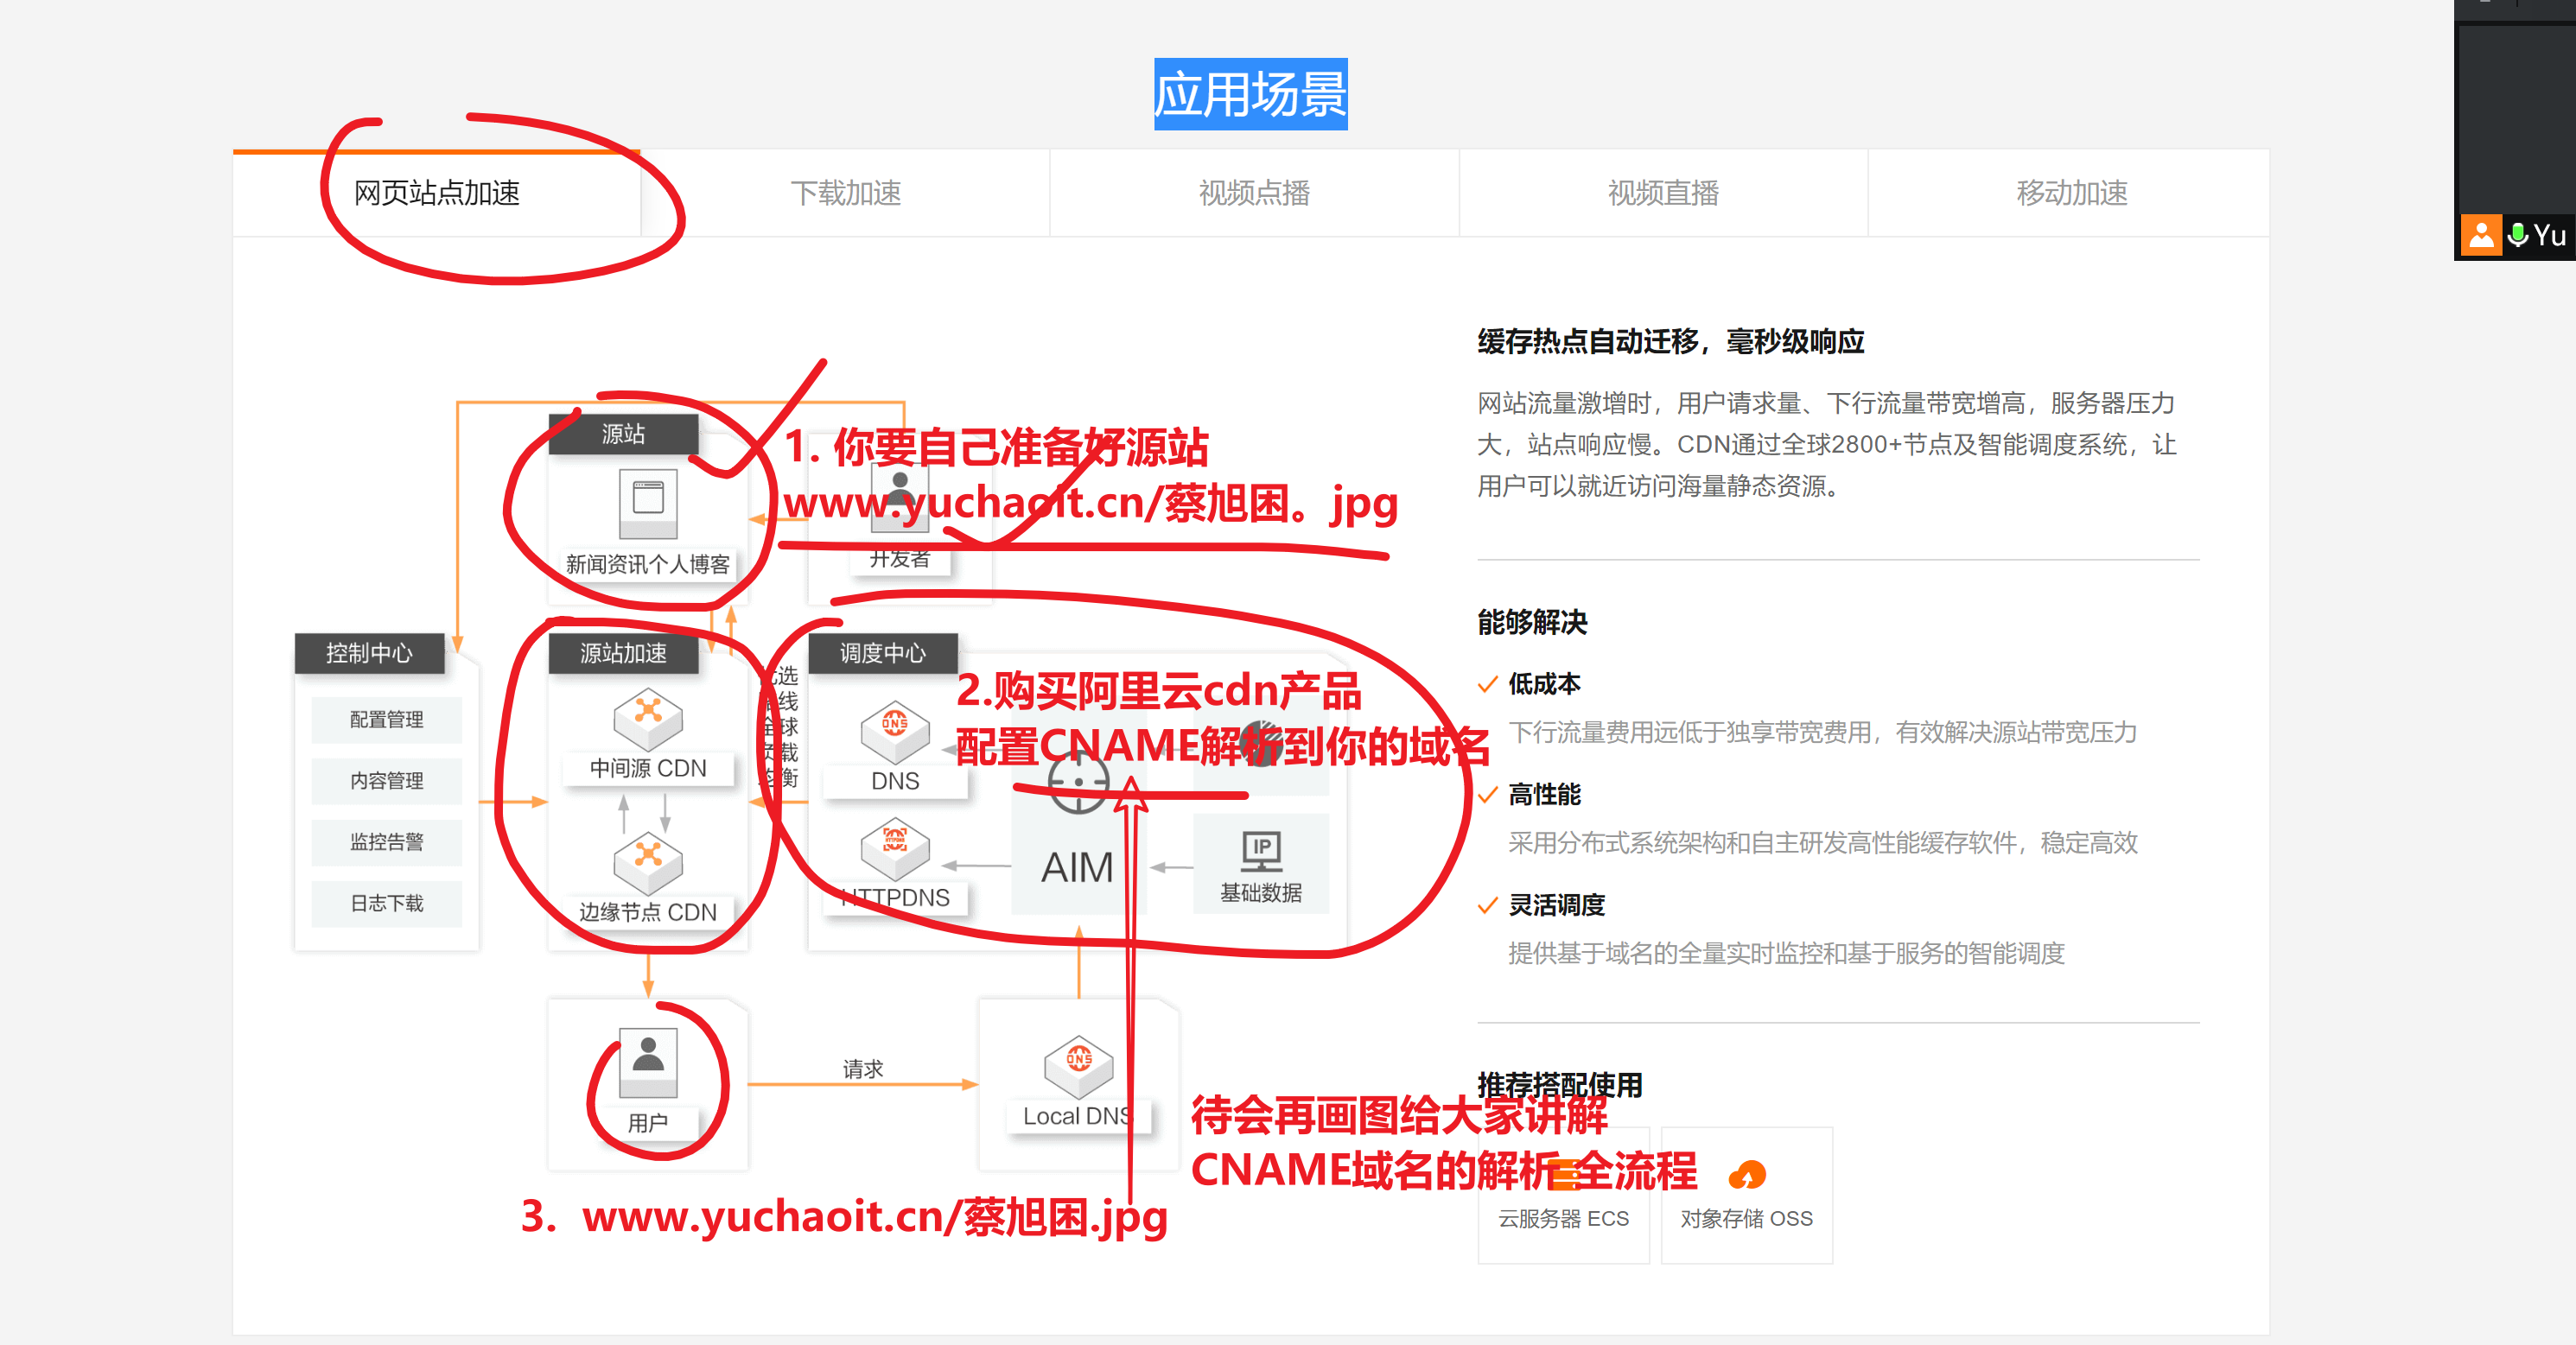 应用场景
网页站点加速
下载加速
视频点播
视频直播
移动加速
Yu
源站
新闻资讯个人博客
开发者
1. 你要自己准备好源站
www.yuchaoit.cn/蔡旭困。jpg
控制中心
配置管理
内容管理
监控告警
日志下载
源站加速
中间源 CDN
边缘节点 CDN
选
线
全球
负载
均衡
调度中心
DNS
HTTPDNS
AIM
IP
基础数据
2.购买阿里云cdn产品
配置CNAME解析到你的域名
用户
请求
Local DNS
3. www.yuchaoit.cn/蔡旭困.jpg
待会再画图给大家讲解
CNAME域名的解析 全流程
缓存热点自动迁移，毫秒级响应
网站流量激增时，用户请求量、下行流量带宽增高，服务器压力
大，站点响应慢。CDN通过全球2800+节点及智能调度系统，让
用户可以就近访问海量静态资源。
能够解决
低成本
下行流量费用远低于独享带宽费用，有效解决源站带宽压力
高性能
采用分布式系统架构和自主研发高性能缓存软件，稳定高效
灵活调度
提供基于域名的全量实时监控和基于服务的智能调度
推荐搭配使用
云服务器 ECS
对象存储 OSS